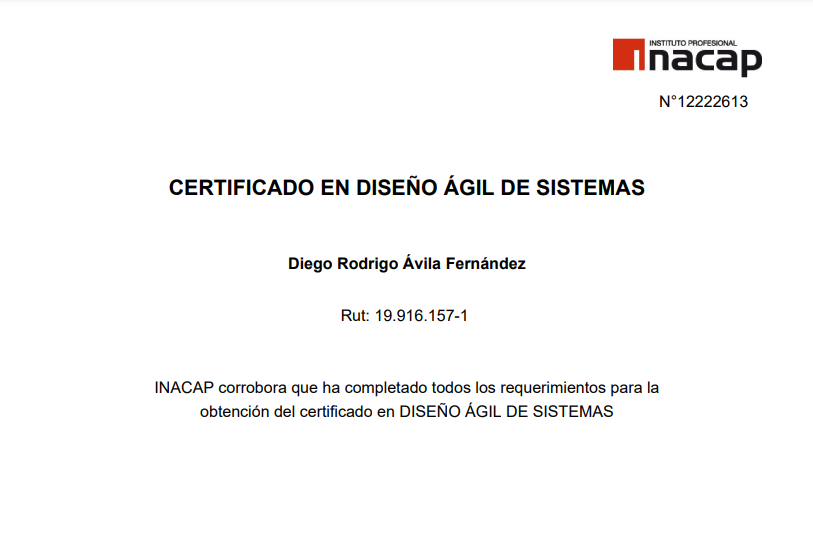 INSTITUTO PROFESIONAL
inacap
N°12222613
CERTIFICADO EN DISEÑO ÁGIL DE SISTEMAS
Diego Rodrigo Ávila Fernández
Rut: 19.916.157-1
INACAP corrobora que ha completado todos los requerimientos para la
obtención del certificado en DISEÑO ÁGIL DE SISTEMAS